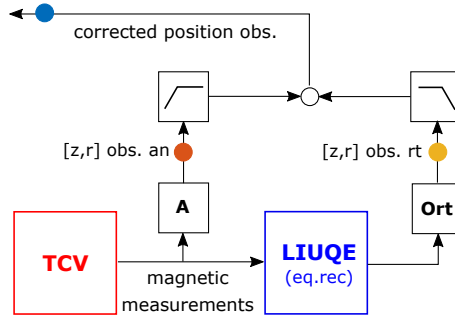 corrected position obs.
[z,r] obs. an
[z,r] obs. rt
A
Ort
TCV
LIUQE
(eq.rec)
magnetic
measurements